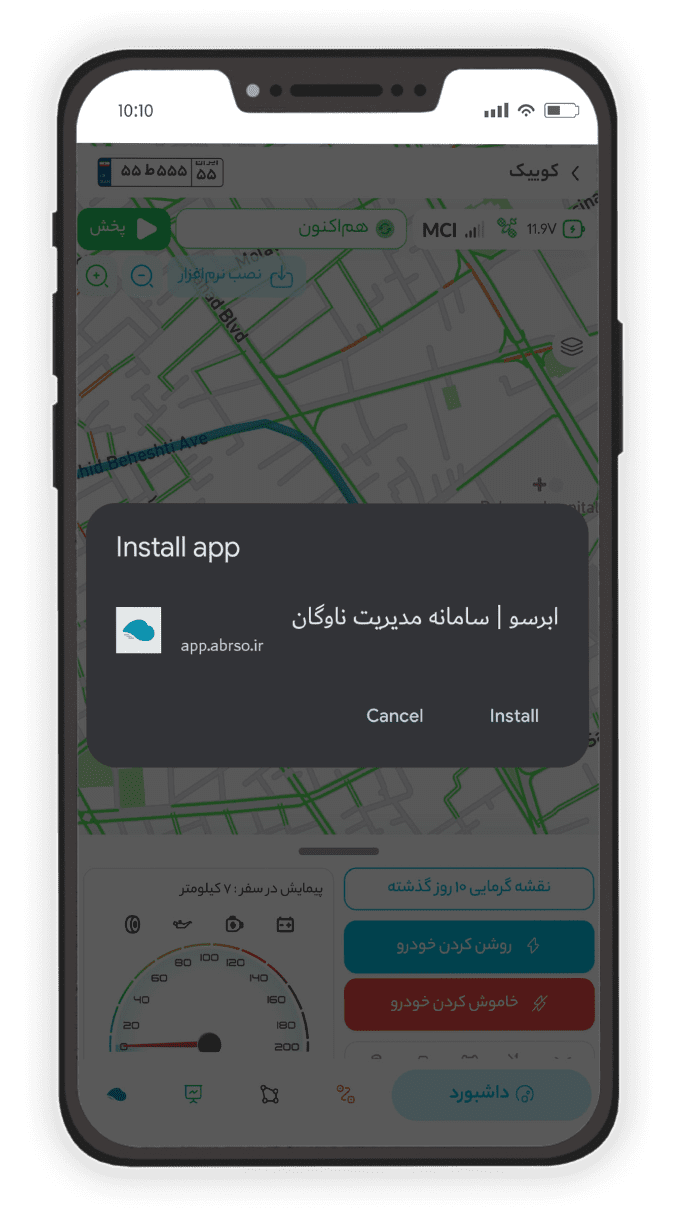 10:10
کوییک
ایران
۵۵ ط ۵۵۵ ۵۵
پخش
هم‌اکنون
MCI
11.9V
نصب نرم‌افزار
Blvd
hid Beheshti Ave
Install app
ابرسو | سامانه مدیریت ناوگان
app.abrso.ir
Cancel
Install
نقشه گرمایی ۱۰ روز گذشته
پیمایش در سفر : ۷ کیلومتر
روشن کردن خودرو
خاموش کردن خودرو
0 20 40 60 80 100 120 140 160 180 200
داشبورد